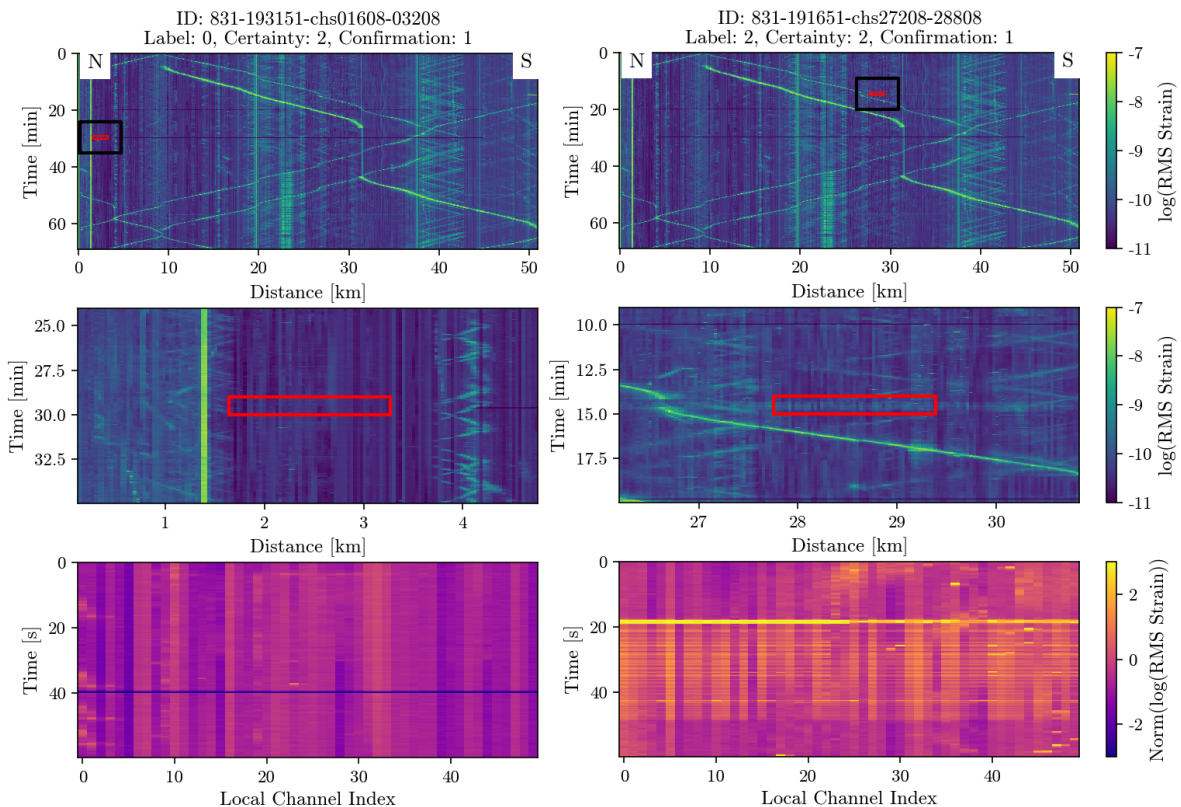 ID: 831-193151-chs01608-03208
Label: 0, Certainty: 2, Confirmation: 1
N
S
Time [min]
0
20
40
60
0
10
20
30
40
50
Distance [km]
ID: 831-191651-chs27208-28808
Label: 2, Certainty: 2, Confirmation: 1
N
S
Time [min]
0
20
40
60
0
10
20
30
40
50
Distance [km]
-7
-8
-9
-10
-11
log(RMS Strain)
Time [min]
25.0
27.5
30.0
32.5
1
2
3
4
Distance [km]
Time [min]
10.0
12.5
15.0
17.5
27
28
29
30
Distance [km]
-7
-8
-9
-10
-11
log(RMS Strain)
Time [s]
0
20
40
0
10
20
30
40
Local Channel Index
Time [s]
0
20
40
0
10
20
30
40
Local Channel Index
2
0
-2
Norm(log(RMS Strain)))